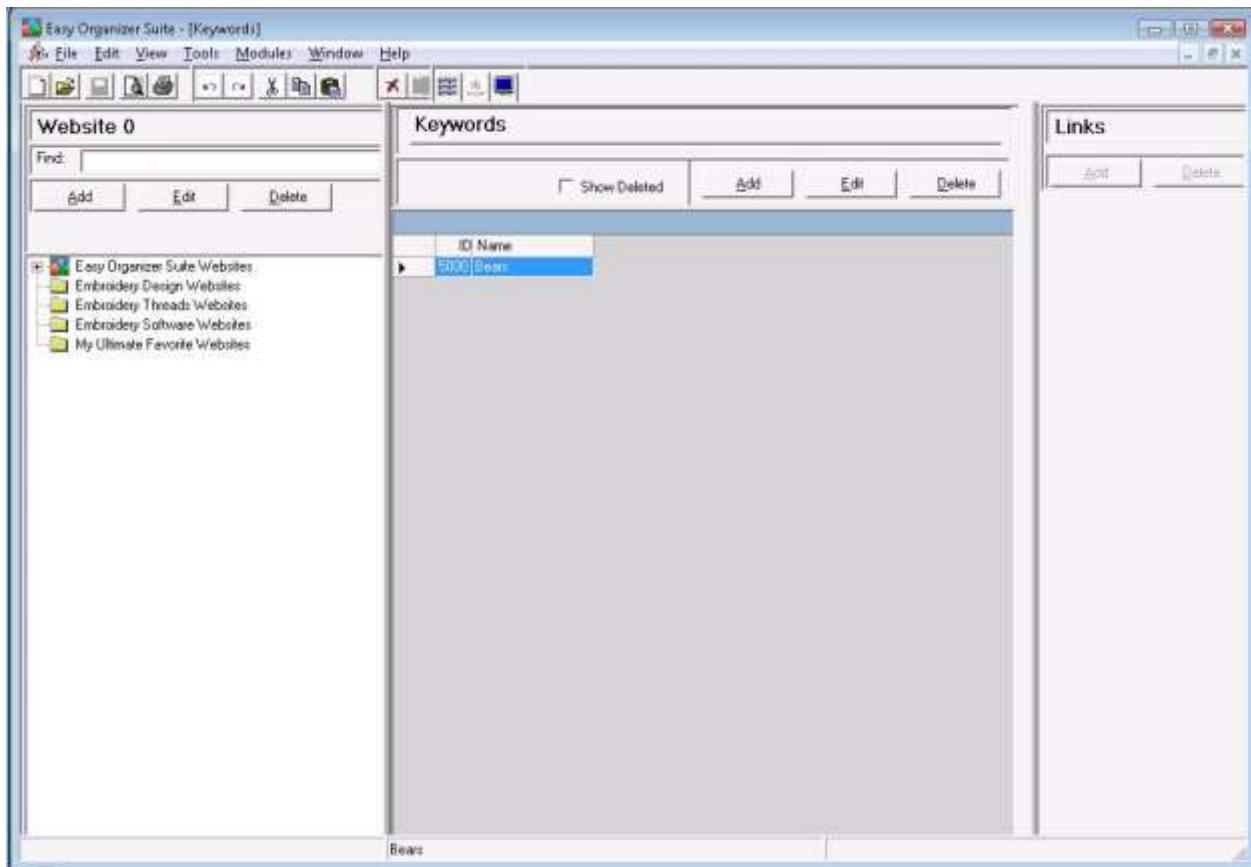 Easy Organizer Suite - [Keywords]
File Edit View Tools Modules Window Help
Website 0
Find:
Add Edit Delete
Easy Organizer Suite Websites
Embroidery Design Websites
Embroidery Threads Websites
Embroidery Software Websites
My Ultimate Favorite Websites
Keywords
Show Deleted Add Edit Delete
ID Name
5000 Bears
Links
Add Delete
Bears